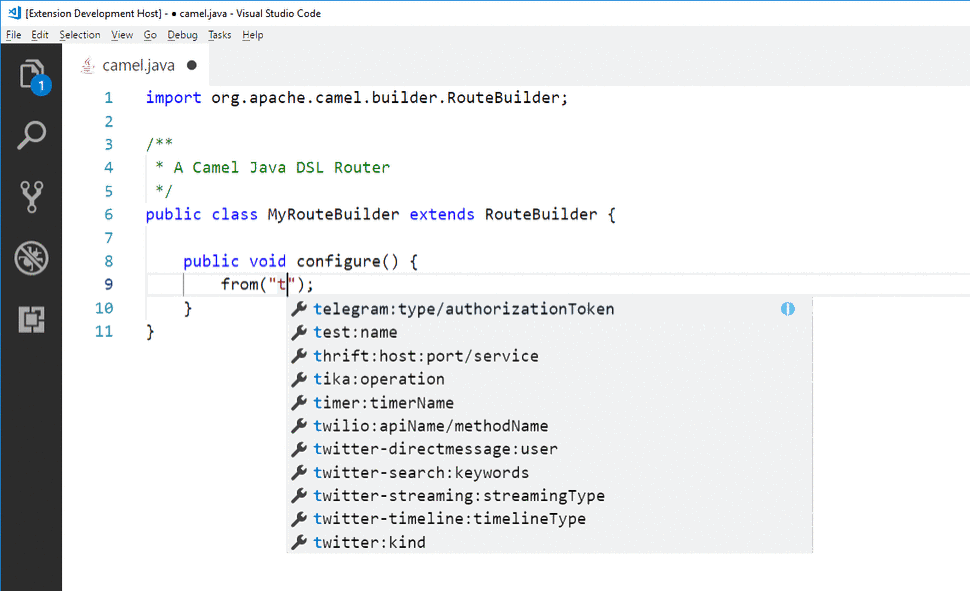 [Extension Development Host] - ● camel.java - Visual Studio Code
File Edit Selection View Go Debug Tasks Help
1
camel.java ●
1 import org.apache.camel.builder.RouteBuilder;
2
3 /**
4  * A Camel Java DSL Router
5  */
6 public class MyRouteBuilder extends RouteBuilder {
7
8     public void configure() {
9         from("t");
telegram:type/authorizationToken
10     }
test:name
11 }
thrift:host:port/service
tika:operation
timer:timerName
twilio:apiName/methodName
twitter-directmessage:user
twitter-search:keywords
twitter-streaming:streamingType
twitter-timeline:timelineType
twitter:kind